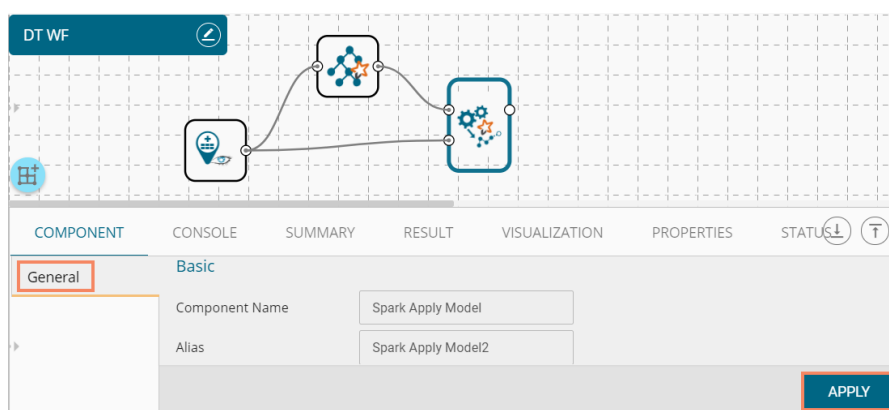 DT WF
COMPONENT CONSOLE SUMMARY RESULT VISUALIZATION PROPERTIES STATUS
General
Basic
Component Name Spark Apply Model
Alias Spark Apply Model2
APPLY